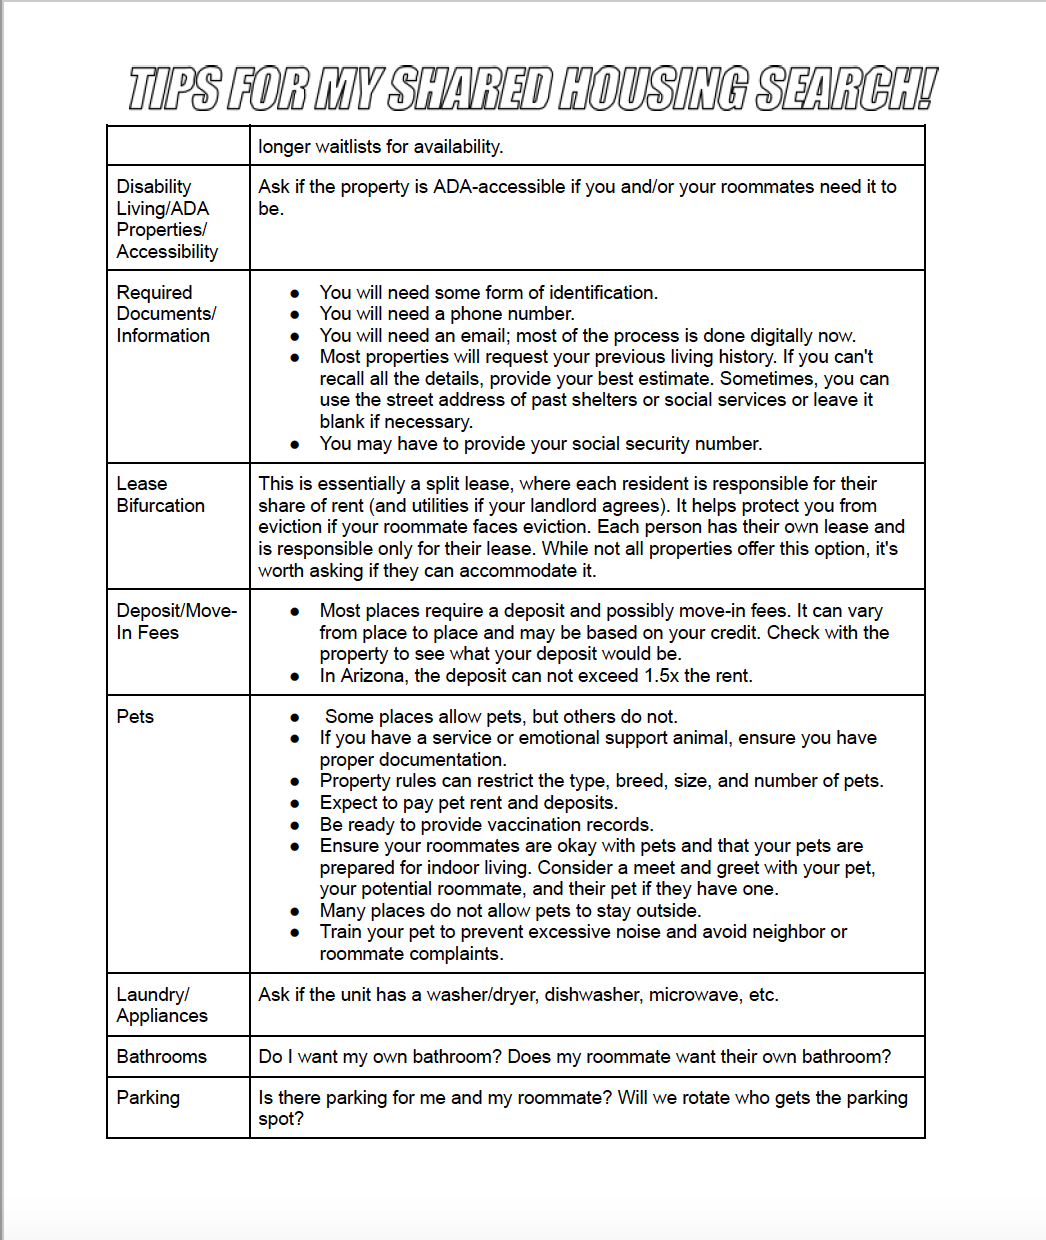 TIPS FOR MY SHARED HOUSING SEARCH!
longer waitlists for availability.
Disability
Living/ADA
Properties/
Accessibility
Ask if the property is ADA-accessible if you and/or your roommates need it to
be.
Required
Documents/
Information
● You will need some form of identification.
● You will need a phone number.
● You will need an email; most of the process is done digitally now.
● Most properties will request your previous living history. If you can't
recall all the details, provide your best estimate. Sometimes, you can
use the street address of past shelters or social services or leave it
blank if necessary.
● You may have to provide your social security number.
Lease
Bifurcation
This is essentially a split lease, where each resident is responsible for their
share of rent (and utilities if your landlord agrees). It helps protect you from
eviction if your roommate faces eviction. Each person has their own lease and
is responsible only for their lease. While not all properties offer this option, it's
worth asking if they can accommodate it.
Deposit/Move-
In Fees
● Most places require a deposit and possibly move-in fees. It can vary
from place to place and may be based on your credit. Check with the
property to see what your deposit would be.
● In Arizona, the deposit can not exceed 1.5x the rent.
Pets
● Some places allow pets, but others do not.
● If you have a service or emotional support animal, ensure you have
proper documentation.
● Property rules can restrict the type, breed, size, and number of pets.
● Expect to pay pet rent and deposits.
● Be ready to provide vaccination records.
● Ensure your roommates are okay with pets and that your pets are
prepared for indoor living. Consider a meet and greet with your pet,
your potential roommate, and their pet if they have one.
● Many places do not allow pets to stay outside.
● Train your pet to prevent excessive noise and avoid neighbor or
roommate complaints.
Laundry/
Appliances
Ask if the unit has a washer/dryer, dishwasher, microwave, etc.
Bathrooms
Do I want my own bathroom? Does my roommate want their own bathroom?
Parking
Is there parking for me and my roommate? Will we rotate who gets the parking
spot?